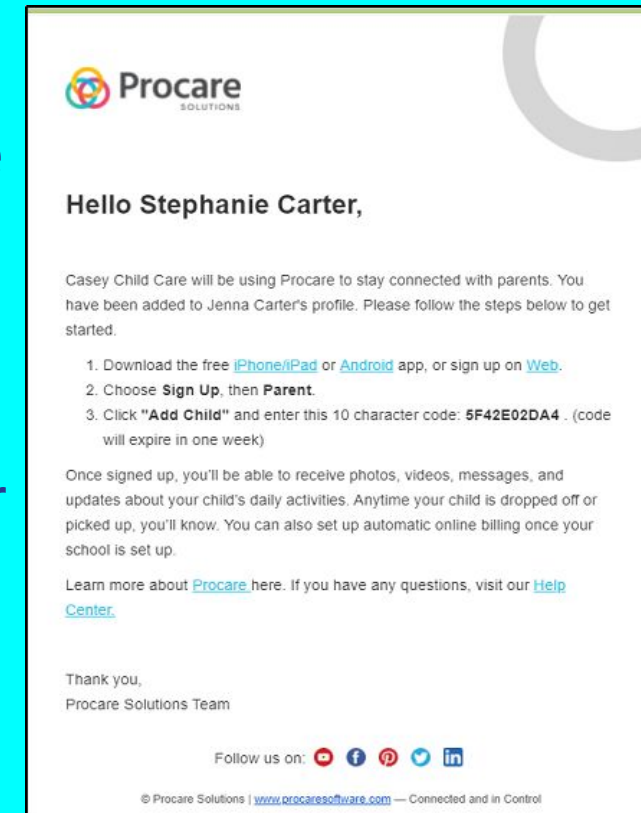 Procare
SOLUTIONS
Hello Stephanie Carter,
Casey Child Care will be using Procare to stay connected with parents. You
have been added to Jenna Carter's profile. Please follow the steps below to get
started.
1. Download the free iPhone/iPad or Android app, or sign up on Web.
2. Choose Sign Up, then Parent.
3. Click "Add Child" and enter this 10 character code: 5F42E02DA4 . (code
will expire in one week)
Once signed up, you'll be able to receive photos, videos, messages, and
updates about your child's daily activities. Anytime your child is dropped off or
picked up, you'll know. You can also set up automatic online billing once your
school is set up.
Learn more about Procare here. If you have any questions, visit our Help
Center.
Thank you,
Procare Solutions Team
Follow us on:
© Procare Solutions | www.procaresoftware.com — Connected and in Control